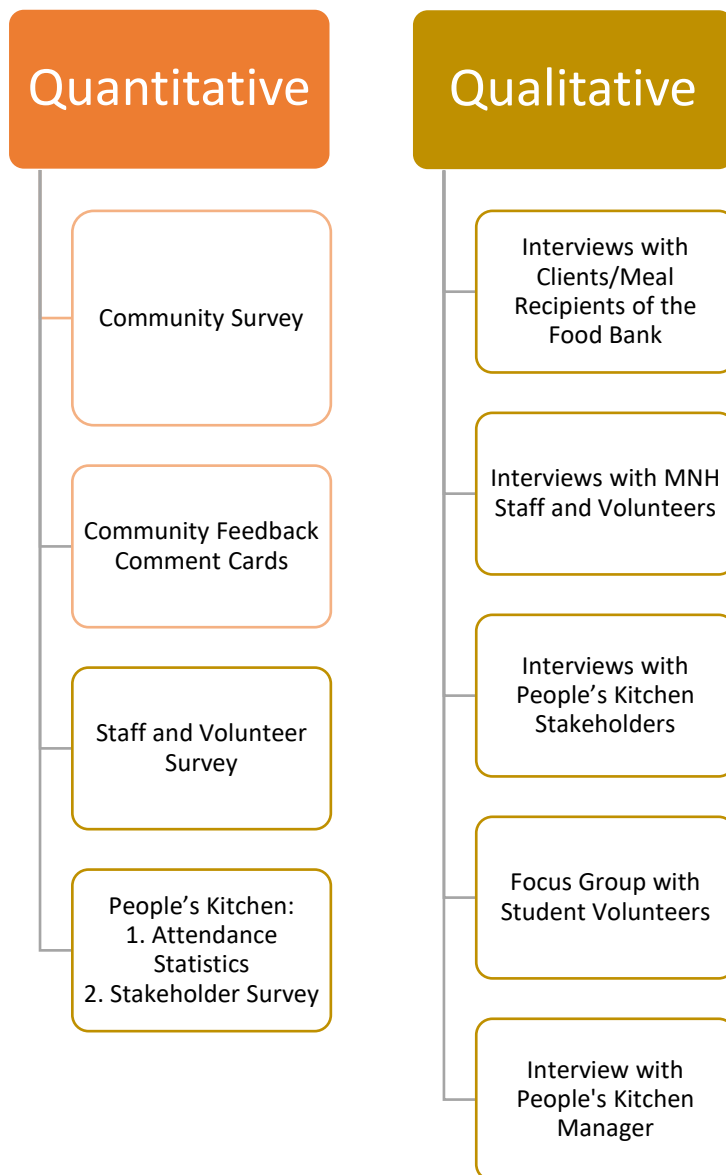 Quantitative
Community Survey
Community Feedback
Comment Cards
Staff and Volunteer
Survey
People’s Kitchen:
1. Attendance
Statistics
2. Stakeholder Survey
Qualitative
Interviews with
Clients/Meal
Recipients of the
Food Bank
Interviews with MNH
Staff and Volunteers
Interviews with
People’s Kitchen
Stakeholders
Focus Group with
Student Volunteers
Interview with
People's Kitchen
Manager